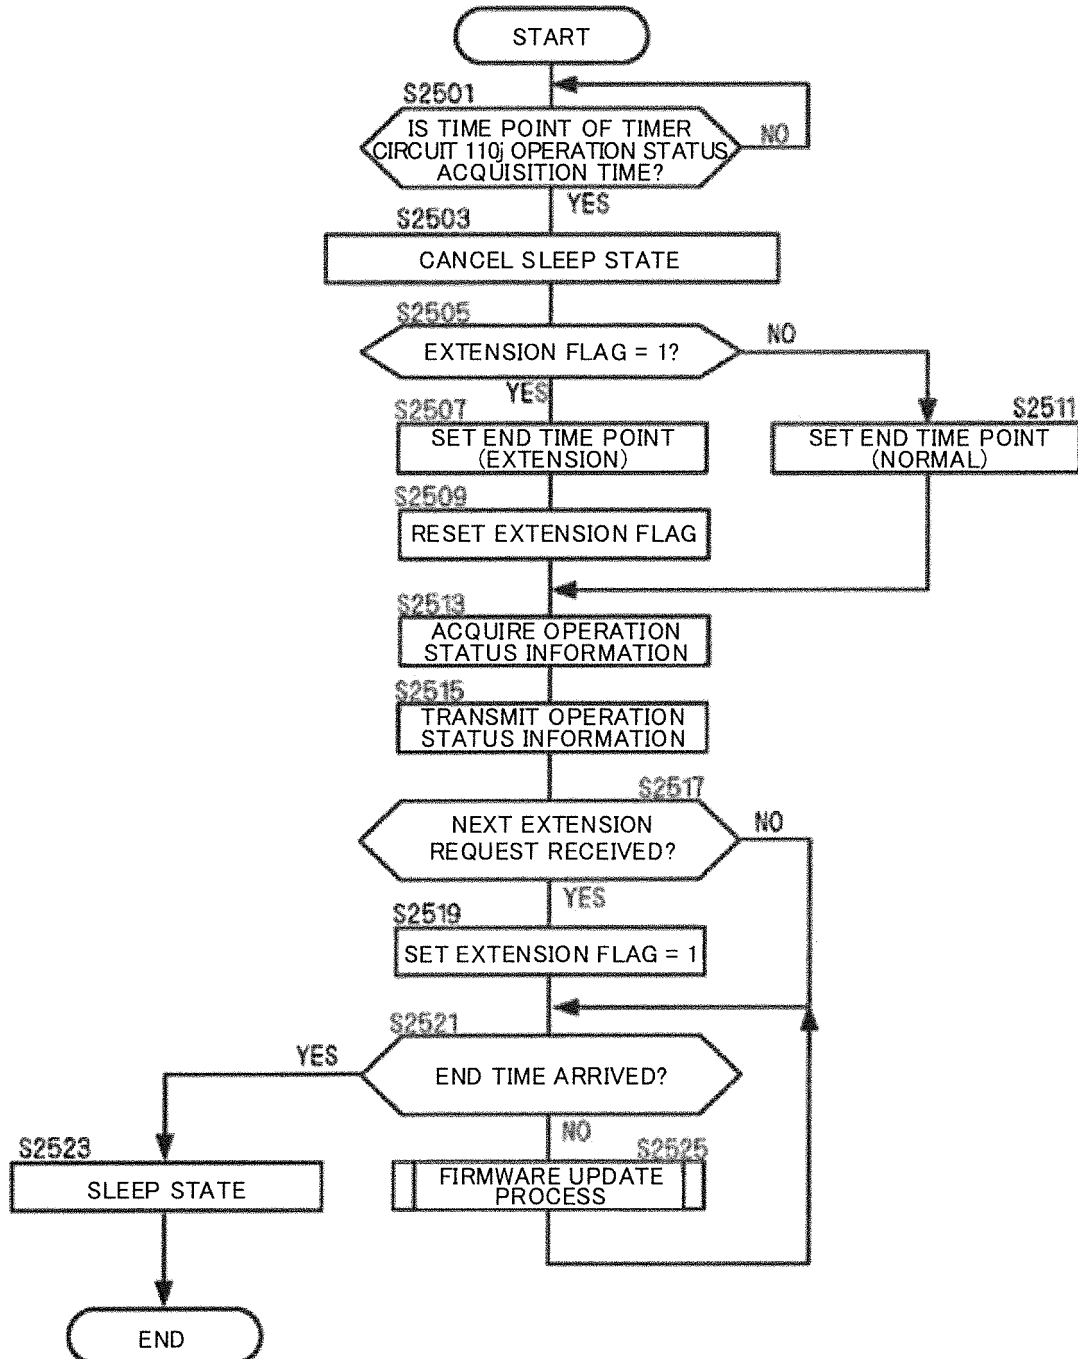 START
S2501
IS TIME POINT OF TIMER
CIRCUIT 110j OPERATION STATUS
ACQUISITION TIME?
NO
YES
S2503
CANCEL SLEEP STATE
S2505
EXTENSION FLAG = 1?
NO
YES
S2507
SET END TIME POINT
(EXTENSION)
S2511
SET END TIME POINT
(NORMAL)
S2509
RESET EXTENSION FLAG
S2513
ACQUIRE OPERATION
STATUS INFORMATION
S2515
TRANSMIT OPERATION
STATUS INFORMATION
S2517
NEXT EXTENSION
REQUEST RECEIVED?
NO
YES
S2519
SET EXTENSION FLAG = 1
S2521
END TIME ARRIVED?
YES
NO
S2523
SLEEP STATE
S2525
FIRMWARE UPDATE
PROCESS
END